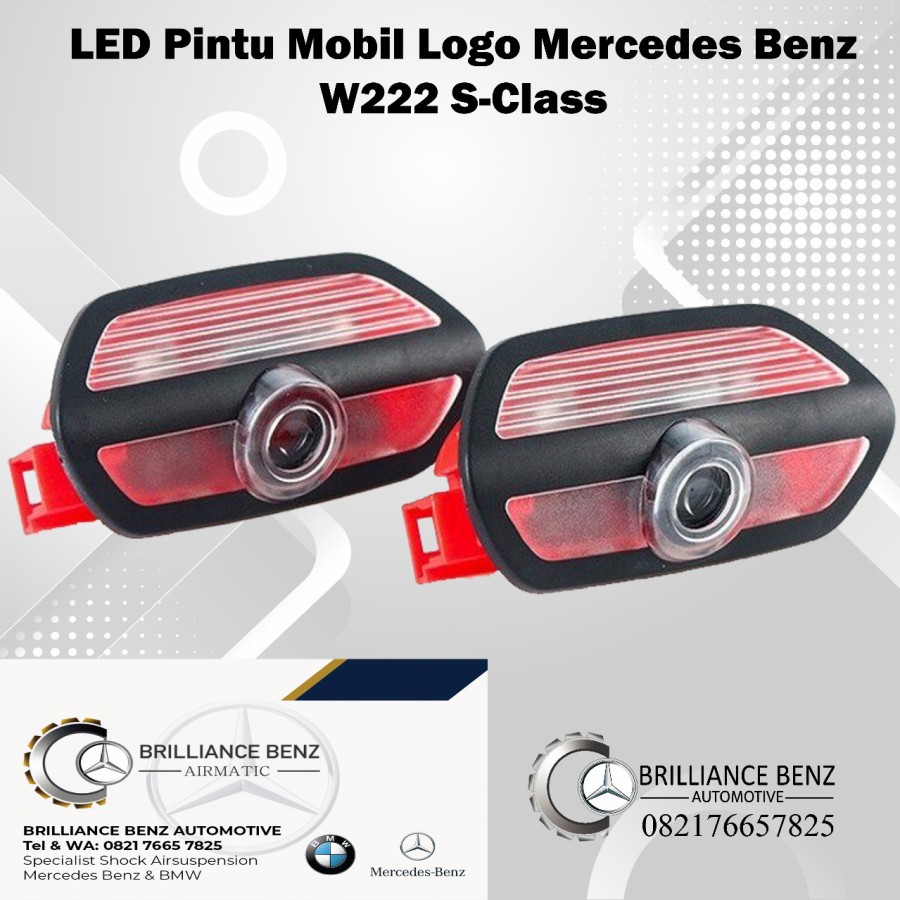 LED Pintu Mobil Logo Mercedes Benz
W222 S-Class
BRILLIANCE BENZ
AIRMATIC
BRILLIANCE BENZ AUTOMOTIVE
Tel & WA: 0821 7665 7825
Specialist Shock Airsuspension
Mercedes Benz & BMW
BMW
Mercedes-Benz
BRILLIANCE BENZ
AUTOMOTIVE
082176657825